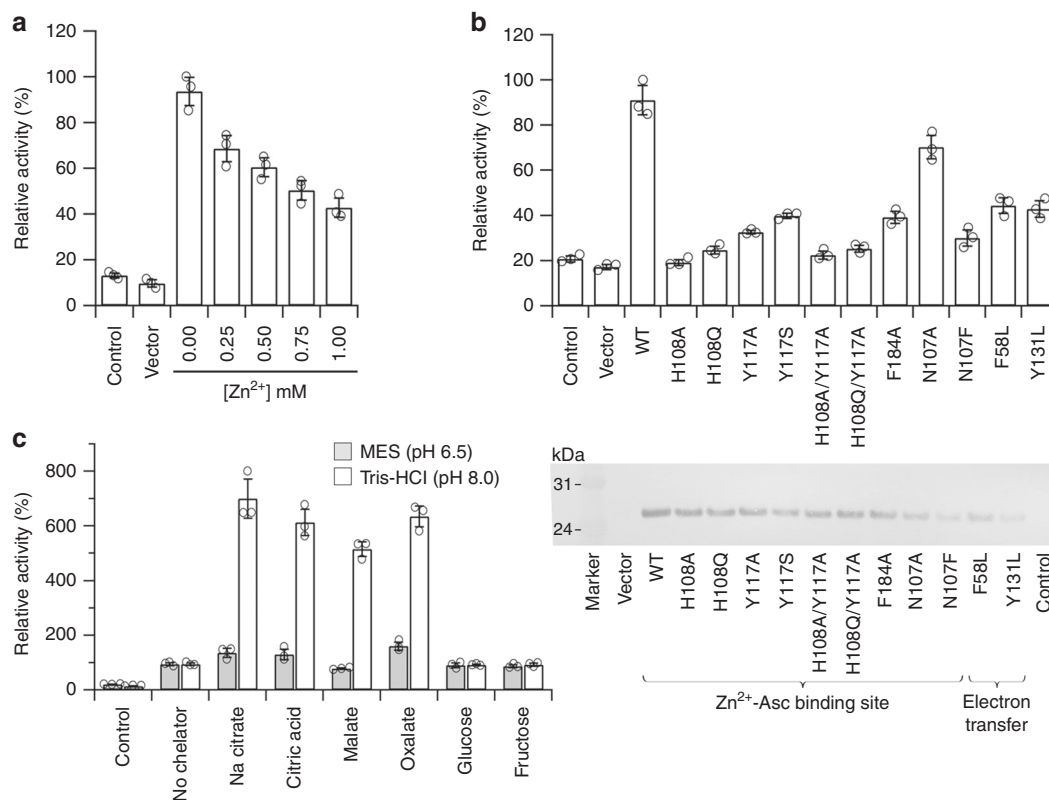 a
Relative activity (%)
120
100
80
60
40
20
0
Control
Vector
0.00
0.25
0.50
0.75
1.00
[Zn²⁺] mM
b
Relative activity (%)
120
100
80
60
40
20
0
Control
Vector
WT
H108A
H108Q
Y117A
Y117S
H108A/Y117A
H108Q/Y117A
F184A
N107A
N107F
F58L
Y131L
c
Relative activity (%)
800
600
400
200
100
0
MES (pH 6.5)
Tris-HCl (pH 8.0)
Control
No chelator
Na citrate
Citric acid
Malate
Oxalate
Glucose
Fructose
kDa
31-
24-
Marker
Vector
WT
H108A
H108Q
Y117A
Y117S
H108A/Y117A
H108Q/Y117A
F184A
N107A
N107F
F58L
Y131L
Control
Zn²⁺-Asc binding site
Electron
transfer